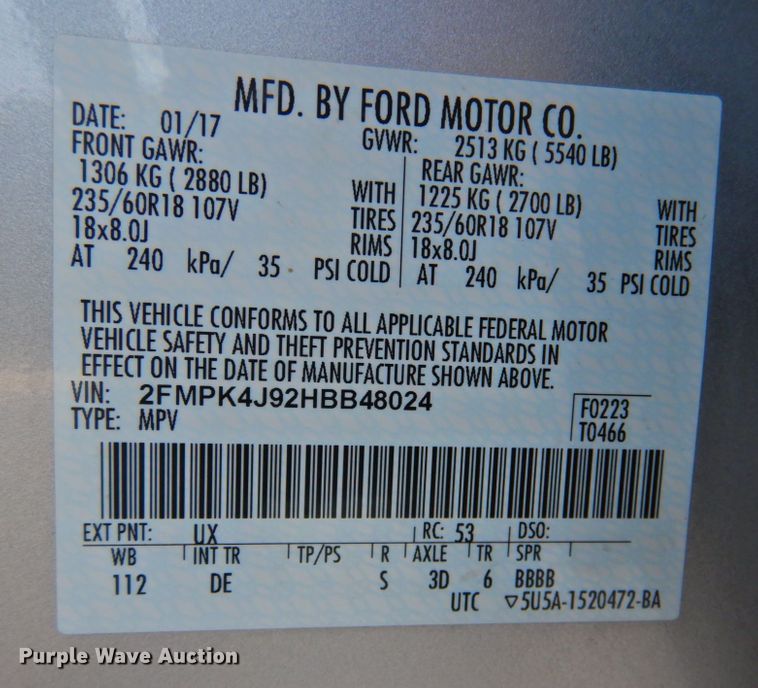 MFD. BY FORD MOTOR CO.
DATE: 01/17 GVWR: 2513 KG ( 5540 LB)
FRONT GAWR: REAR GAWR:
1306 KG ( 2880 LB) WITH 1225 KG ( 2700 LB) WITH
235/60R18 107V TIRES 235/60R18 107V TIRES
18x8.0J RIMS 18x8.0J RIMS
AT 240 kPa/ 35 PSI COLD AT 240 kPa/ 35 PSI COLD
THIS VEHICLE CONFORMS TO ALL APPLICABLE FEDERAL MOTOR
VEHICLE SAFETY AND THEFT PREVENTION STANDARDS IN
EFFECT ON THE DATE OF MANUFACTURE SHOWN ABOVE.
VIN: 2FMPK4J92HBB48024 F0223
TYPE: MPV T0466
EXT PNT: UX RC: 53 DSO:
WB INT TR TP/PS R AXLE TR SPR
112 DE S 3D 6 BBBB
UTC ▽5U5A-1520472-BA
Purple Wave Auction